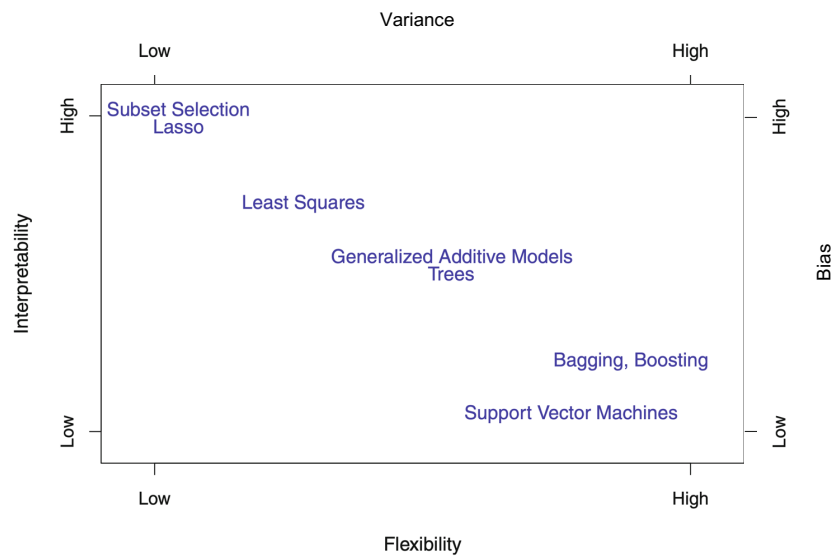 Variance
Low
High
High
High
Subset Selection
Lasso
Least Squares
Generalized Additive Models
Trees
Interpretability
Bias
Bagging, Boosting
Support Vector Machines
Low
Low
Low
High
Flexibility